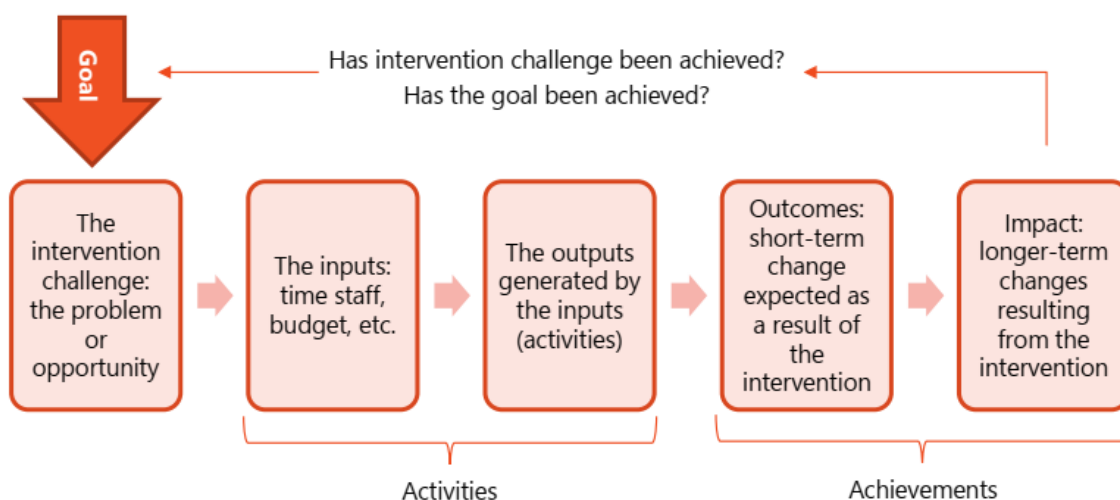 Goal
Has intervention challenge been achieved?
Has the goal been achieved?
The
intervention
challenge:
the problem
or
opportunity
The inputs:
time staff,
budget, etc.
The outputs
generated by
the inputs
(activities)
Outcomes:
short-term
change
expected as
a result of
the
intervention
Impact:
longer-term
changes
resulting
from the
intervention
Activities
Achievements